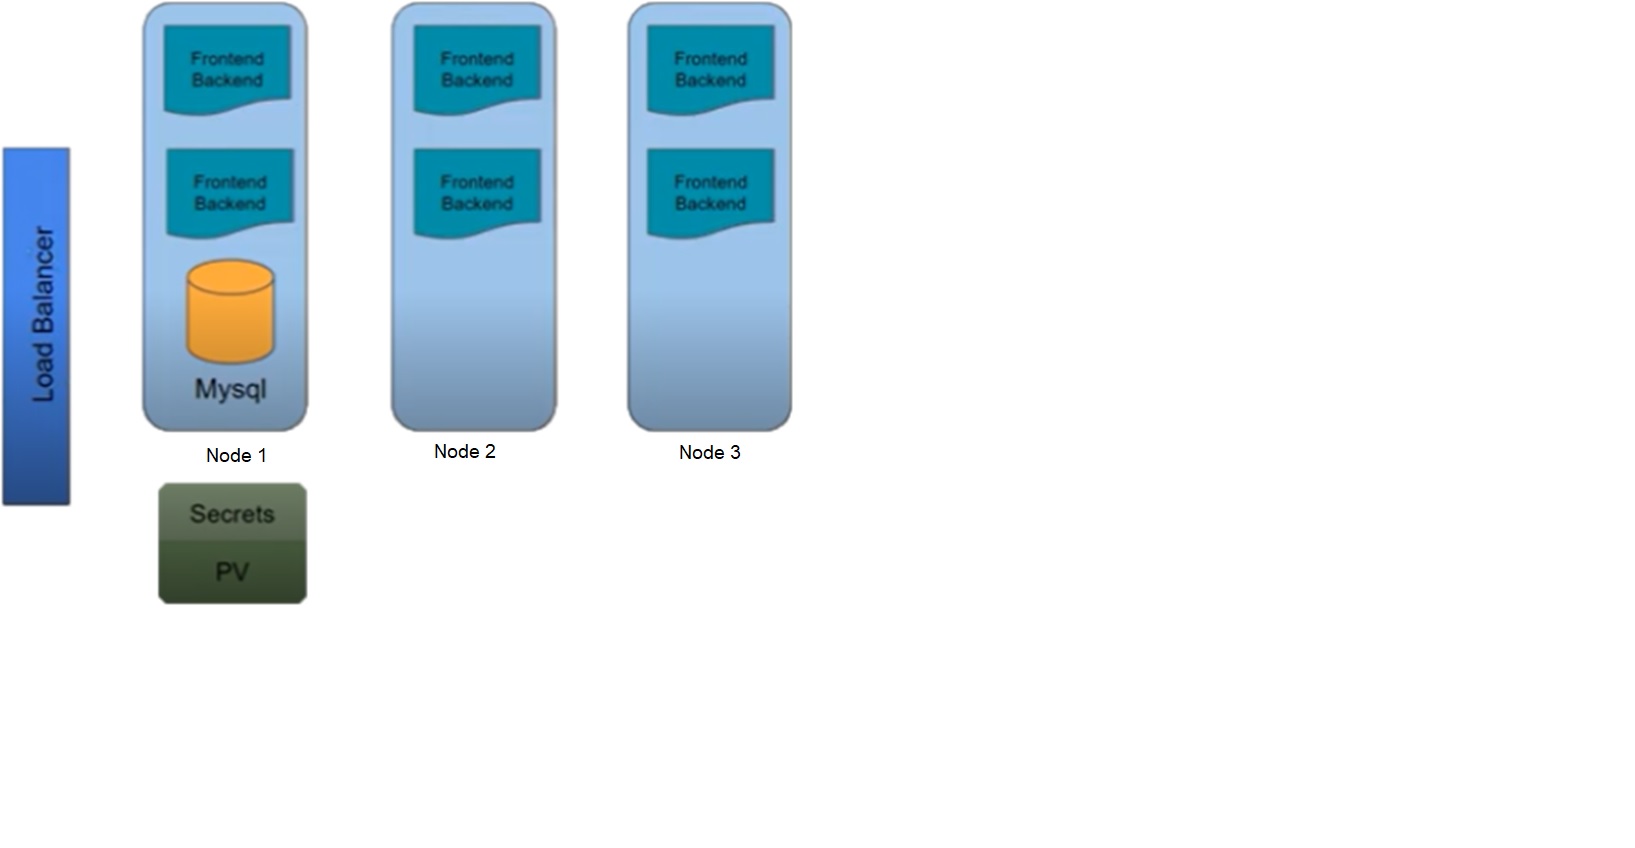 Load Balancer
Frontend
Backend
Frontend
Backend
Mysql
Node 1
Secrets
PV
Frontend
Backend
Frontend
Backend
Node 2
Frontend
Backend
Frontend
Backend
Node 3